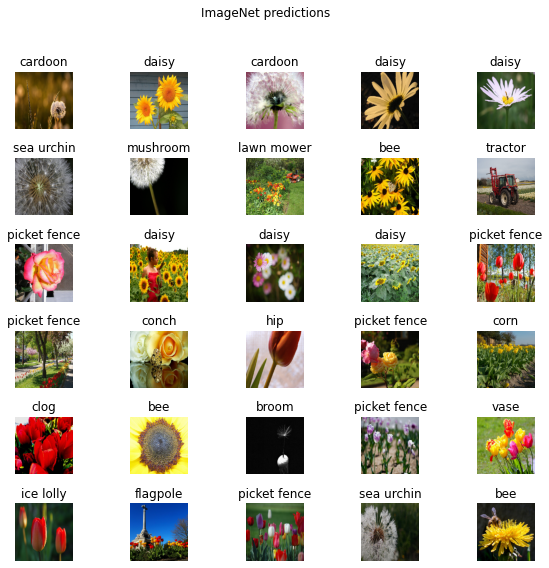 ImageNet predictions
cardoon daisy cardoon daisy daisy
sea urchin mushroom lawn mower bee tractor
picket fence daisy daisy daisy picket fence
picket fence conch hip picket fence corn
clog bee broom picket fence vase
ice lolly flagpole picket fence sea urchin bee